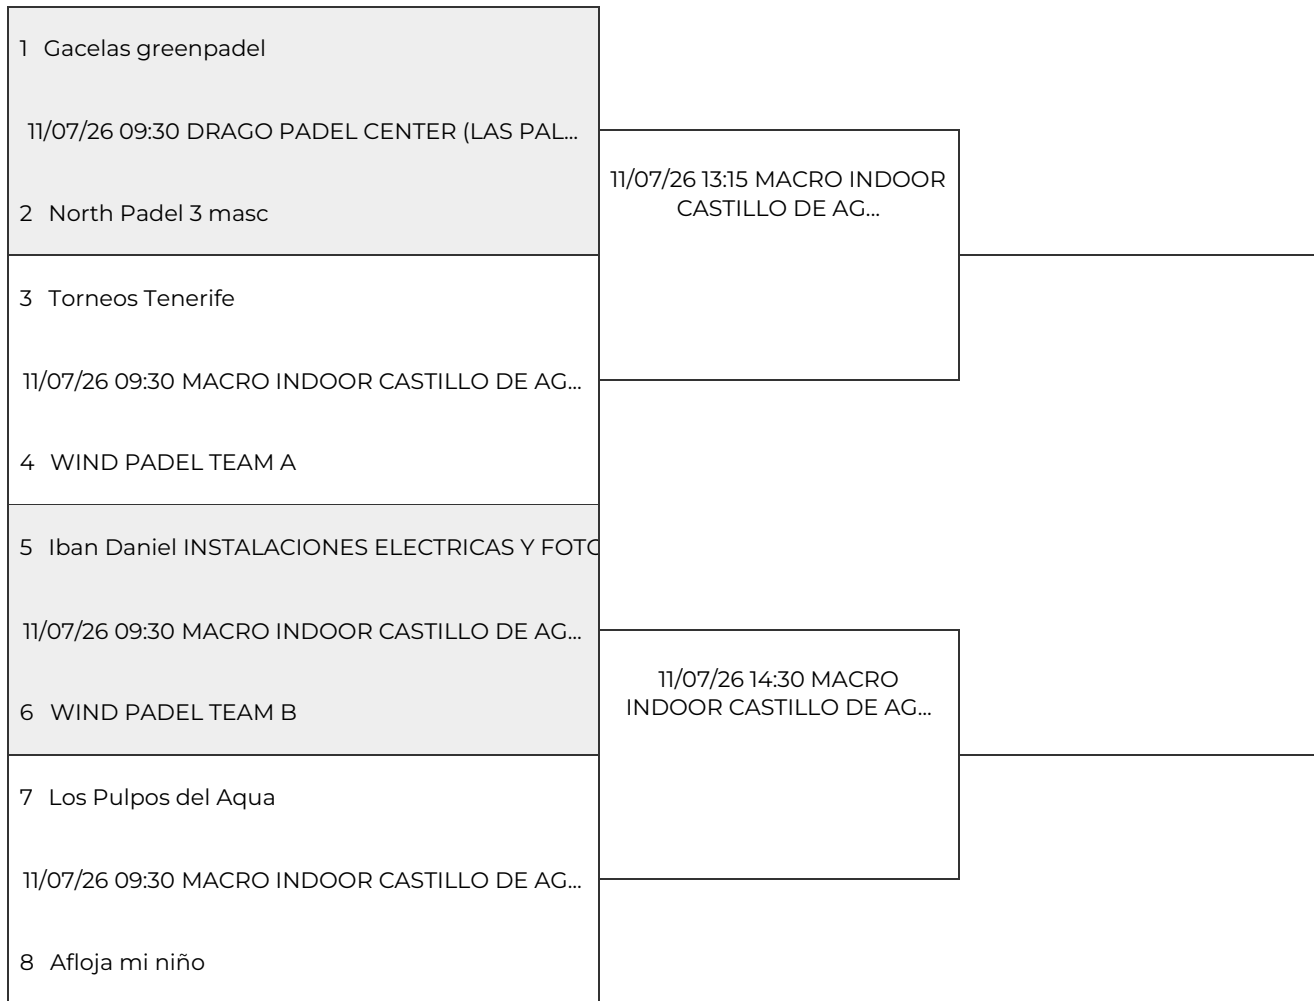 1 Gacelas greenpadel
11/07/26 09:30 DRAGO PADEL CENTER (LAS PAL...
2 North Padel 3 masc
11/07/26 13:15 MACRO INDOOR
CASTILLO DE AG...
3 Torneos Tenerife
11/07/26 09:30 MACRO INDOOR CASTILLO DE AG...
4 WIND PADEL TEAM A
5 Iban Daniel INSTALACIONES ELECTRICAS Y FOTO
11/07/26 09:30 MACRO INDOOR CASTILLO DE AG...
6 WIND PADEL TEAM B
11/07/26 14:30 MACRO
INDOOR CASTILLO DE AG...
7 Los Pulpos del Aqua
11/07/26 09:30 MACRO INDOOR CASTILLO DE AG...
8 Afloja mi niño